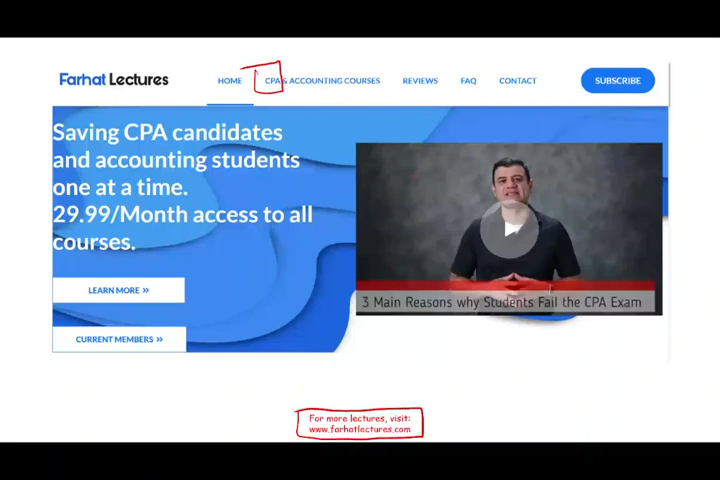 Farhat Lectures
HOME CPA & ACCOUNTING COURSES REVIEWS FAQ CONTACT SUBSCRIBE
Saving CPA candidates
and accounting students
one at a time.
29.99/Month access to all
courses.
LEARN MORE »
CURRENT MEMBERS »
3 Main Reasons why Students Fail the CPA Exam
For more lectures, visit:
www.farhatlectures.com